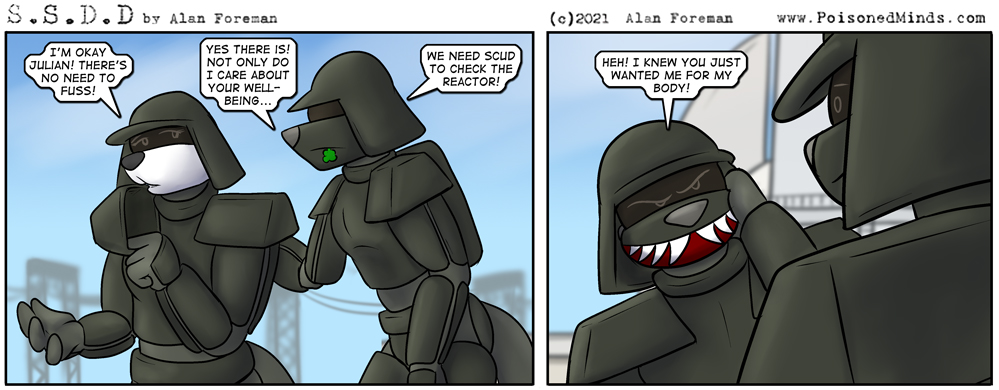 S.S.D.D by Alan Foreman
(c)2021 Alan Foreman www.PoisonedMinds.com
I'M OKAY
JULIAN! THERE'S
NO NEED TO
FUSS!
YES THERE IS!
NOT ONLY DO
I CARE ABOUT
YOUR WELL-
BEING...
WE NEED SCUD
TO CHECK THE
REACTOR!
HEH! I KNEW YOU JUST
WANTED ME FOR MY
BODY!